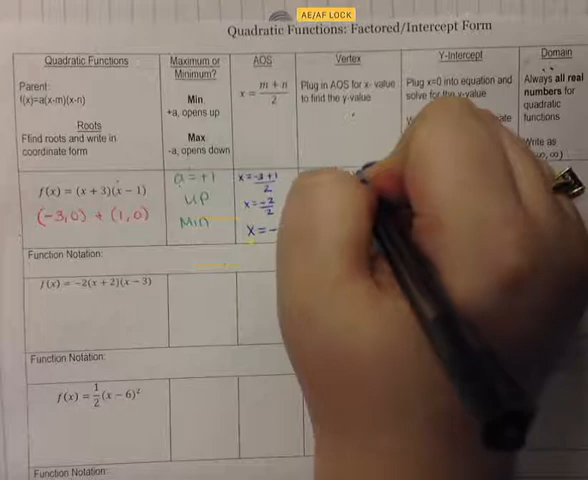 AE/AF LOCK
Quadratic Functions: Factored/Intercept Form
Quadratic Functions
Parent:
f(x)=a(x-m)(x-n)
Roots
Flind roots and write in
coordinate form
Maximum or
Minimum?
Min
+a, opens up
Max
-a, opens down
AOS
x = m + n / 2
Vertex
Plug in AOS for x- value
to find the y-value
Y-Intercept
Plug x=0 into equation and
solve for the y-value
Domain
Always all real
numbers for
quadratic
functions
Write as
∞, ∞)
f(x) = (x + 3)(x − 1)
(-3,0) + (1,0)
a = +1
UP
Min
x = -3+1 / 2
x = -2 / 2
x = -
Function Notation:
f(x) = −2(x + 2)(x − 3)
Function Notation:
f(x) = 1/2 (x − 6)²
Function Notation: